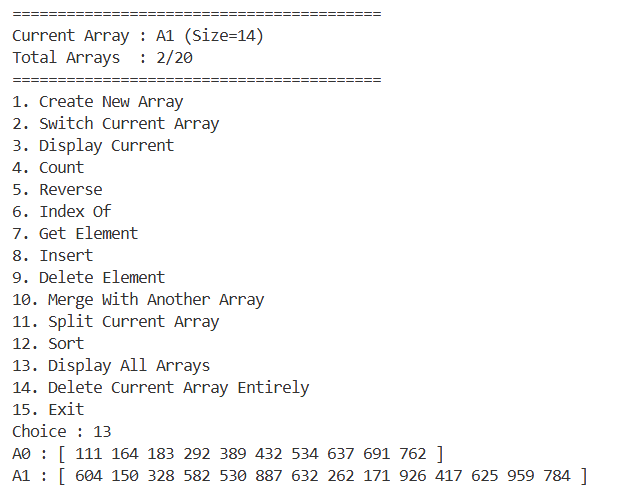 =========================================
Current Array : A1 (Size=14)
Total Arrays  : 2/20
=========================================
1. Create New Array
2. Switch Current Array
3. Display Current
4. Count
5. Reverse
6. Index Of
7. Get Element
8. Insert
9. Delete Element
10. Merge With Another Array
11. Split Current Array
12. Sort
13. Display All Arrays
14. Delete Current Array Entirely
15. Exit
Choice : 13
A0 : [ 111 164 183 292 389 432 534 637 691 762 ]
A1 : [ 604 150 328 582 530 887 632 262 171 926 417 625 959 784 ]